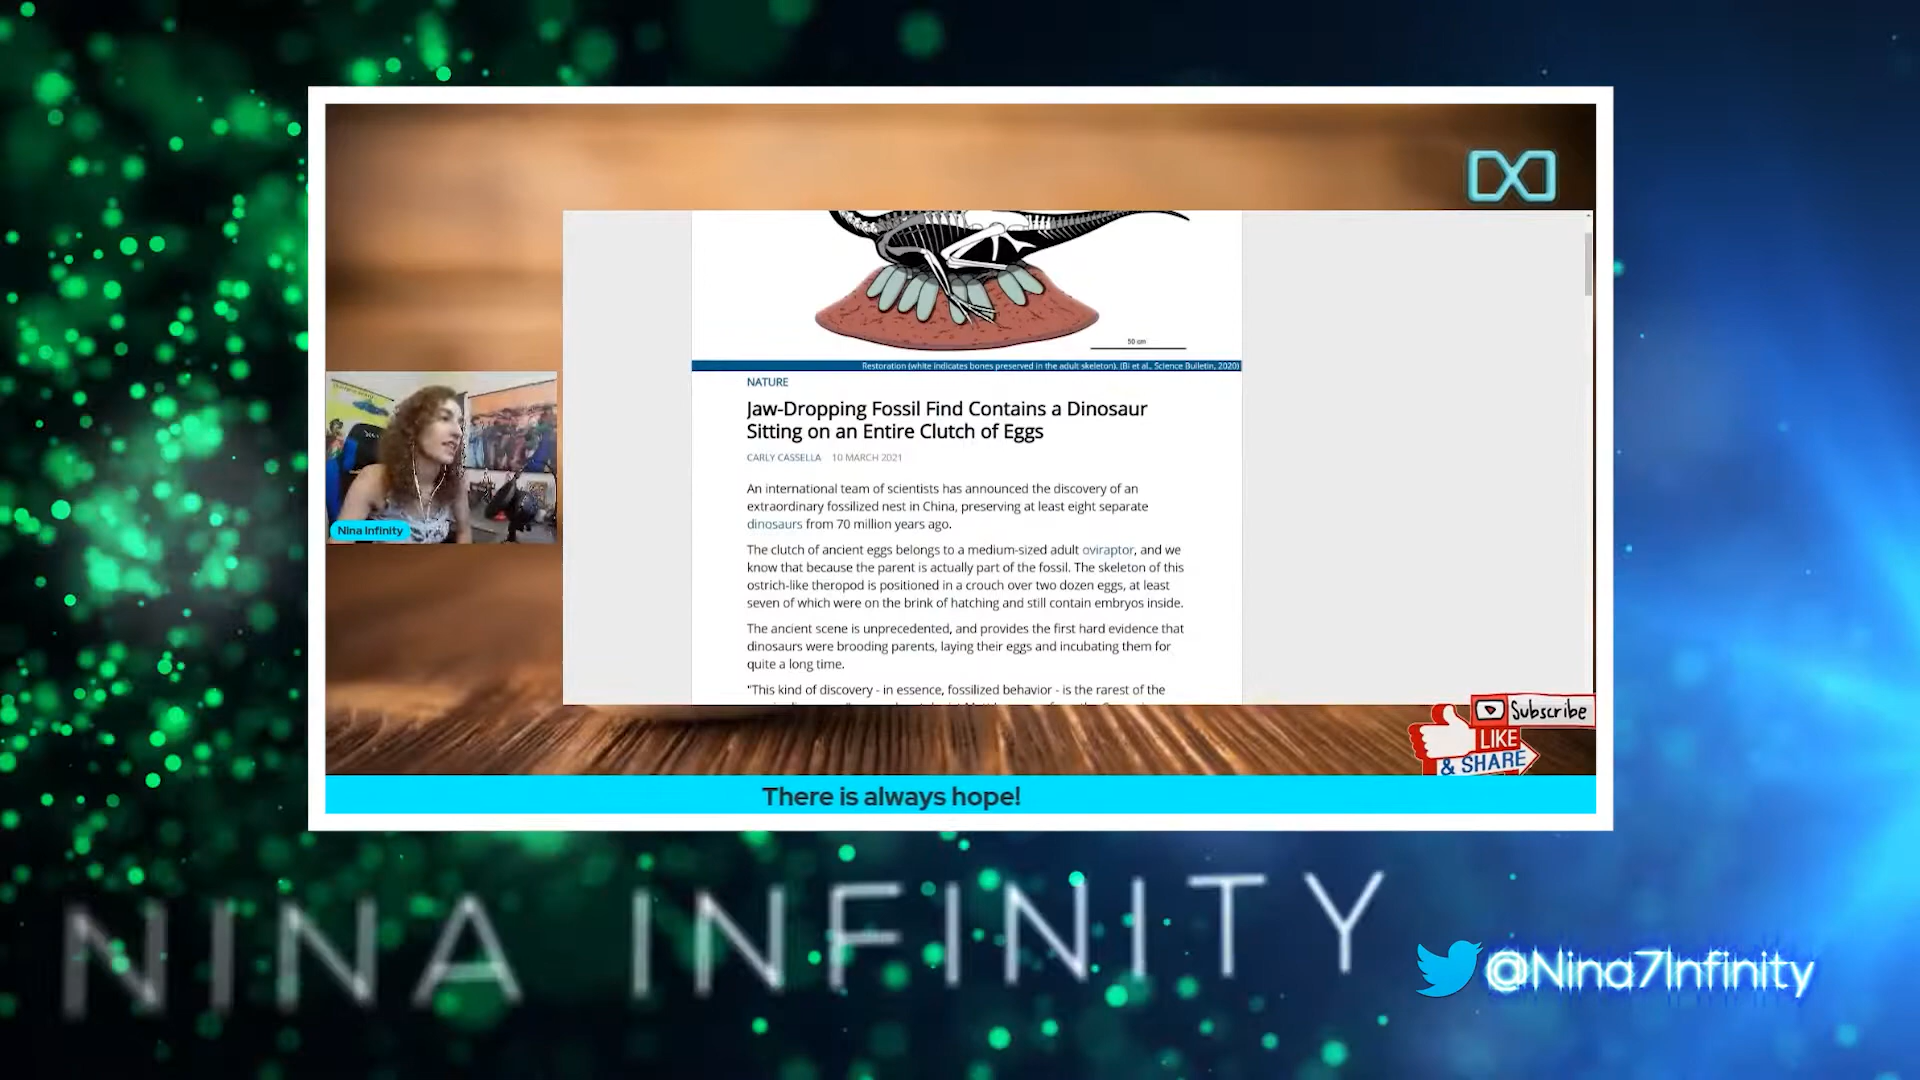 50 cm
Restoration (white indicates bones preserved in the adult skeleton). (Bi et al., Science Bulletin, 2020)
NATURE
Jaw-Dropping Fossil Find Contains a Dinosaur
Sitting on an Entire Clutch of Eggs
CARLY CASSELLA 10 MARCH 2021
An international team of scientists has announced the discovery of an
extraordinary fossilized nest in China, preserving at least eight separate
dinosaurs from 70 million years ago.
The clutch of ancient eggs belongs to a medium-sized adult oviraptor, and we
know that because the parent is actually part of the fossil. The skeleton of this
ostrich-like theropod is positioned in a crouch over two dozen eggs, at least
seven of which were on the brink of hatching and still contain embryos inside.
The ancient scene is unprecedented, and provides the first hard evidence that
dinosaurs were brooding parents, laying their eggs and incubating them for
quite a long time.
"This kind of discovery - in essence, fossilized behavior - is the rarest of the
Nina Infinity
Subscribe
LIKE
& SHARE
There is always hope!
NINA INFINITY
@Nina7Infinity